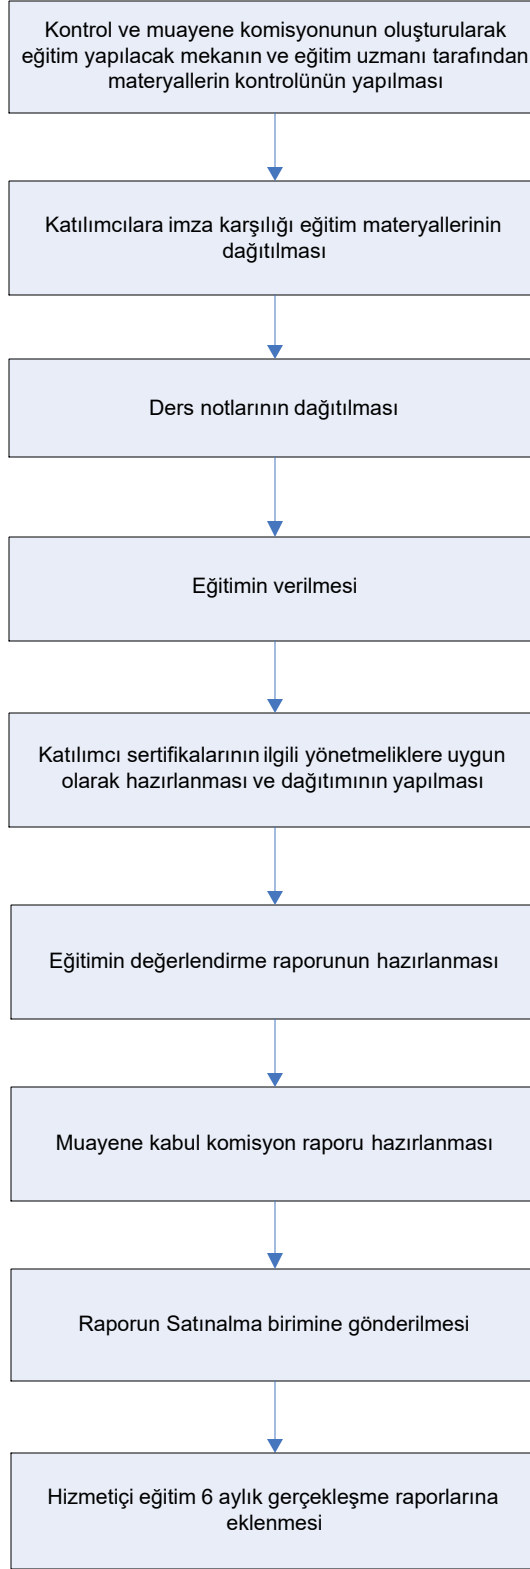 Kontrol ve muayene komisyonunun oluşturularak
eğitim yapılacak mekanın ve eğitim uzmanı tarafından
materyallerin kontrolünün yapılması
Katılımcılara imza karşılığı eğitim materyallerinin
dağıtılması
Ders notlarının dağıtılması
Eğitimin verilmesi
Katılımcı sertifikalarının ilgili yönetmeliklere uygun
olarak hazırlanması ve dağıtımının yapılması
Eğitimin değerlendirme raporunun hazırlanması
Muayene kabul komisyon raporu hazırlanması
Raporun Satınalma birimine gönderilmesi
Hizmetiçi eğitim 6 aylık gerçekleşme raporlarına
eklenmesi